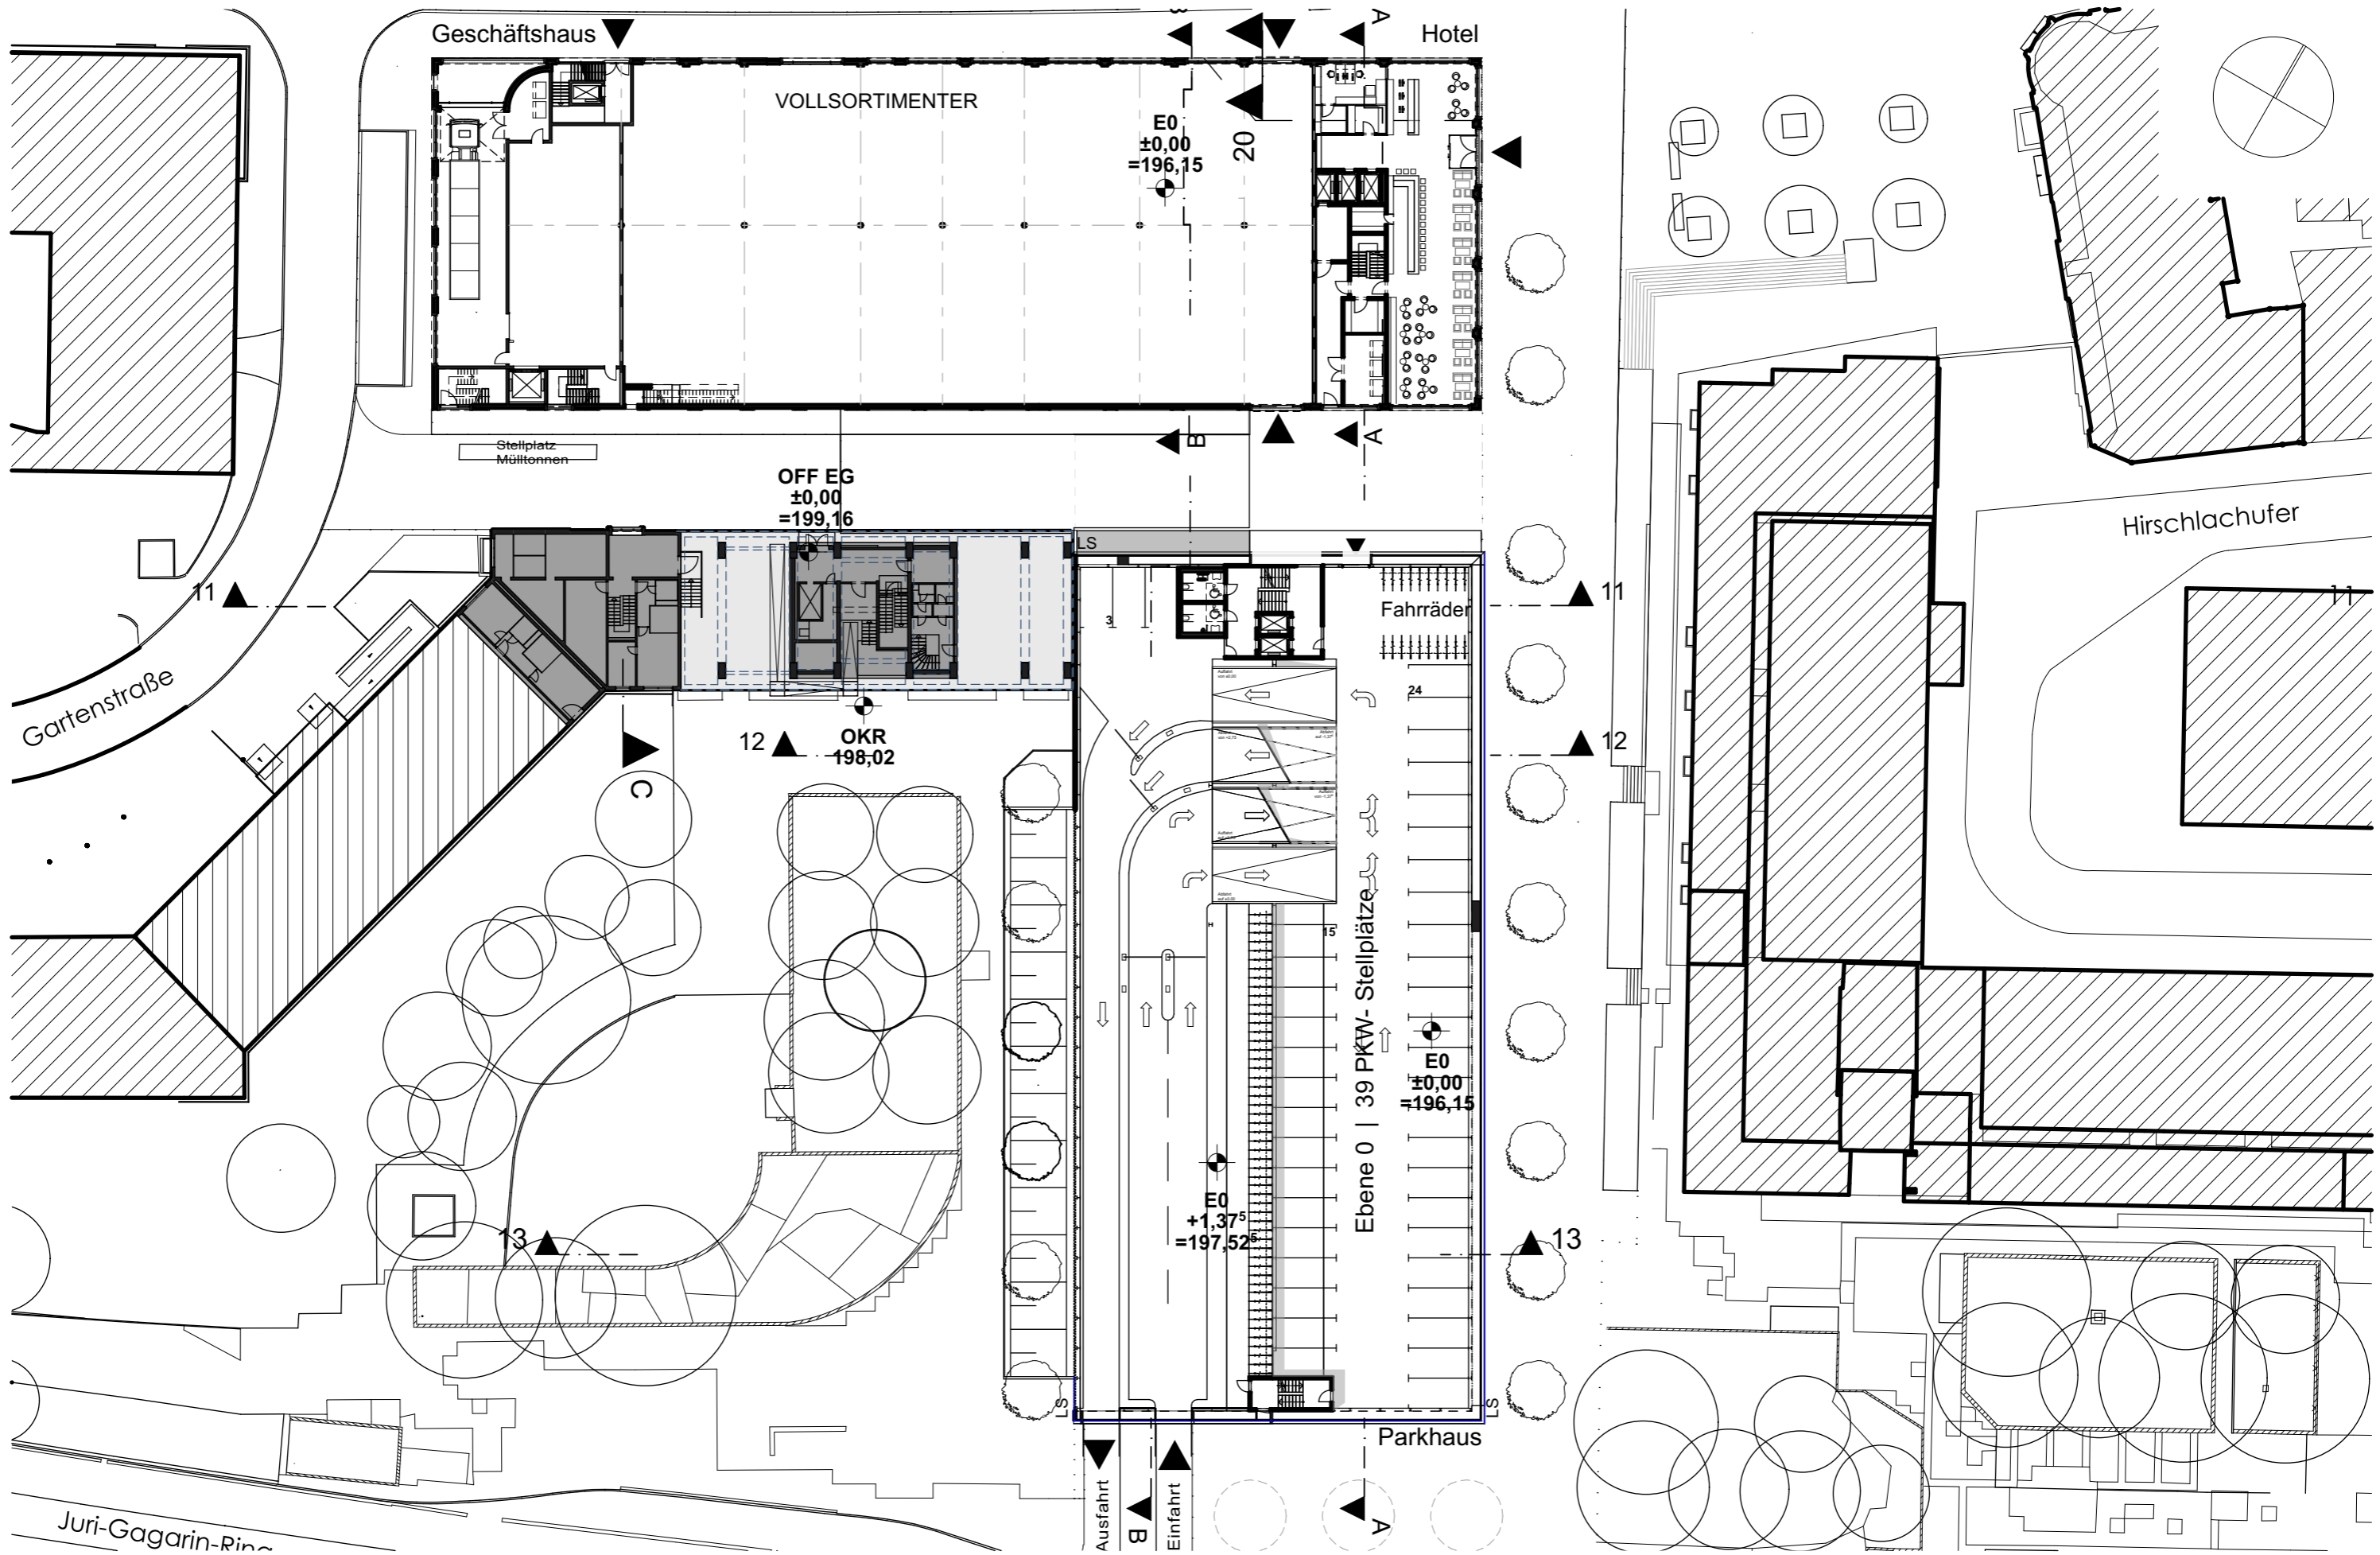 Geschäftshaus
Hotel
A
VOLLSORTIMENTER
E0
±0,00
=196,15
20
B
A
Stellplatz
Mülltonnen
OFF EG
±0,00
=199,16
Hirschlachufer
LS
11
11
11
3
Fahrräder
24
Gartenstraße
12
OKR
198,02
12
C
15
Ebene 0 | 39 PKW- Stellplätze
E0
±0,00
=196,15
E0
+1,37⁵
=197,52⁵
13
13
LS
LS
Parkhaus
Ausfahrt
B
Einfahrt
A
Juri-Gagarin-Ring